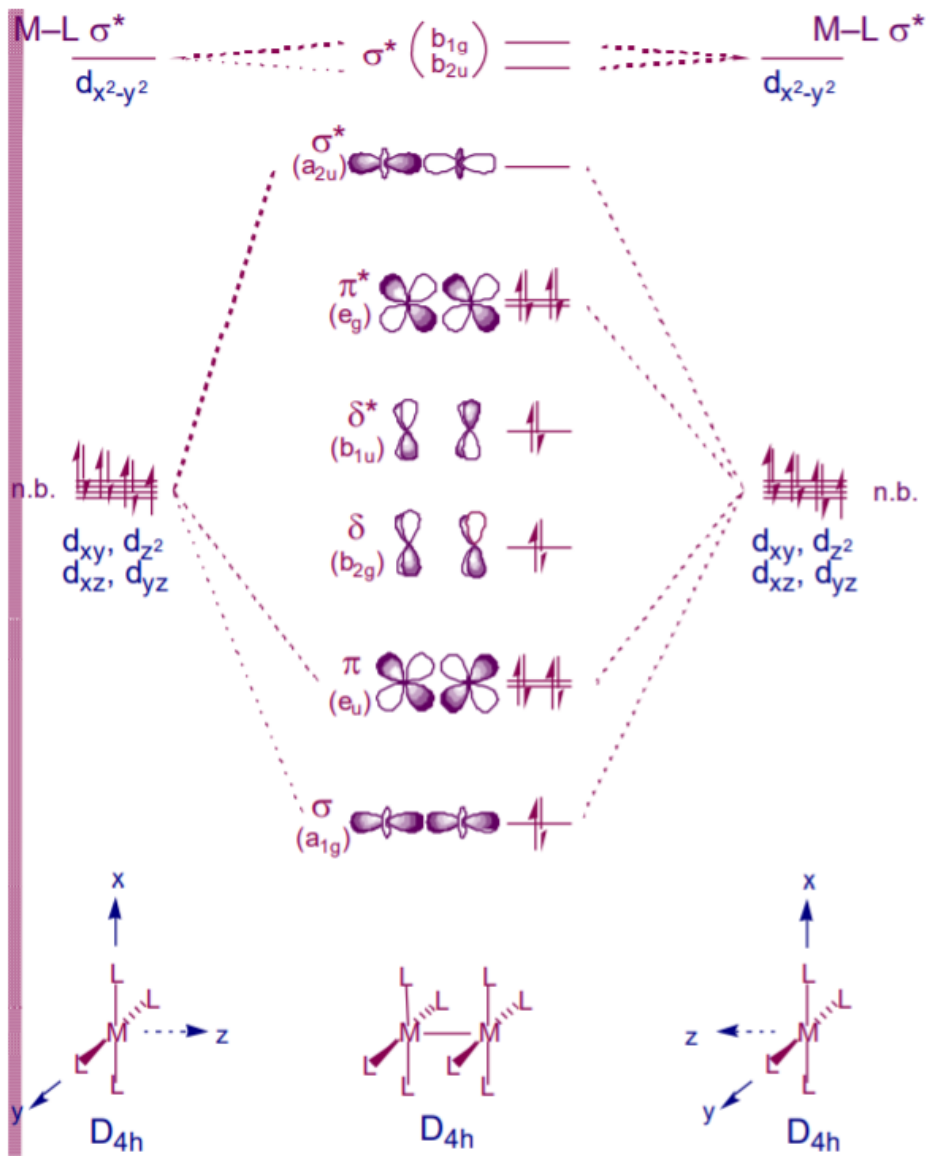 M–L σ*
σ* (b1g
b2u)
M–L σ*
dx²-y²
dx²-y²
σ*
(a2u)
π*
(eg)
δ*
(b1u)
n.b.
n.b.
dxy, dz²
dxz, dyz
δ
(b2g)
dxy, dz²
dxz, dyz
π
(eu)
σ
(a1g)
x
L
L
M
z
L
L
y
D4h
L
L
L
L
M
M
L
L
L
L
D4h
x
L
L
z
M
L
L
y
D4h